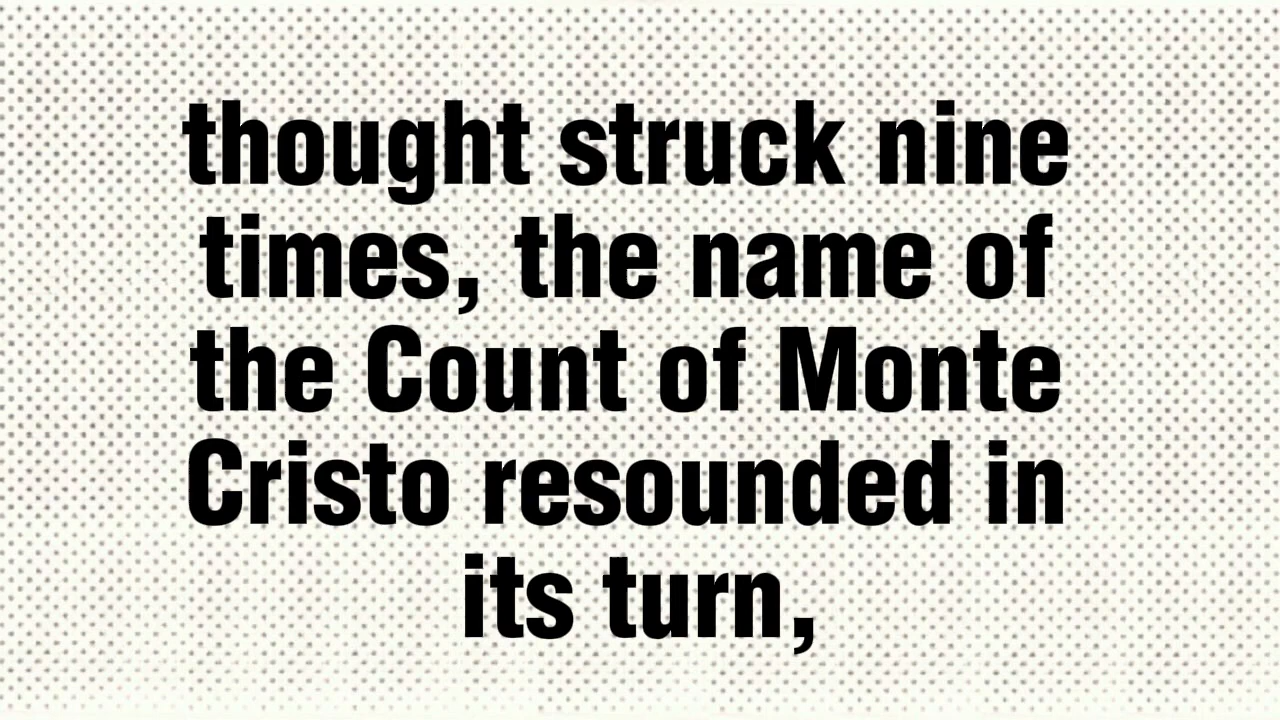 thought struck nine
times, the name of
the Count of Monte
Cristo resounded in
its turn,